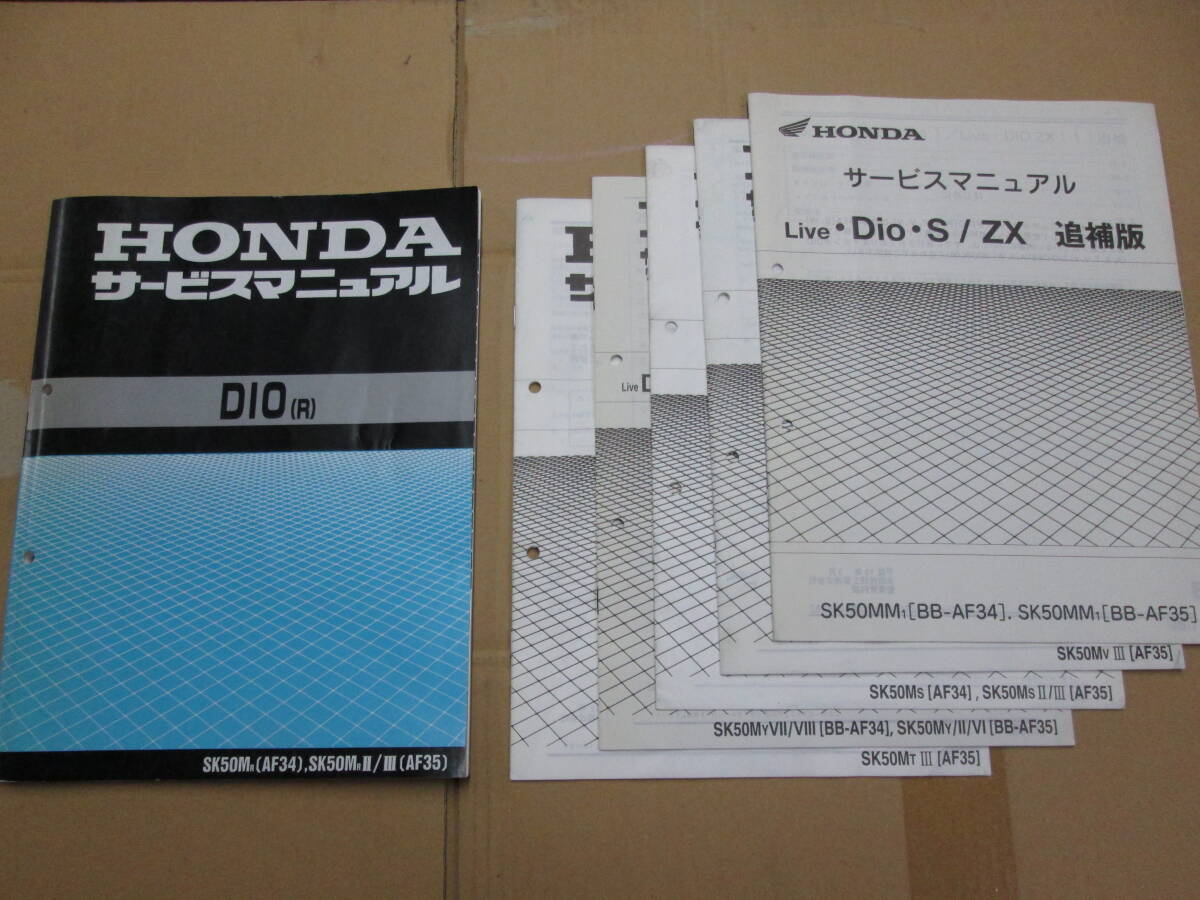 HONDA
サービスマニュアル
DIO (R)
SK50MR (AF34), SK50MRII/III (AF35)
HONDA
サービスマニュアル
Live・Dio・S / ZX 追補版
SK50MM1 [BB-AF34]. SK50MM1 [BB-AF35]
SK50MV III [AF35]
SK50MS [AF34] , SK50MS II/III [AF35]
Live
SK50MYVII/VIII [BB-AF34], SK50MY/II/VI [BB-AF35]
SK50MT III [AF35]